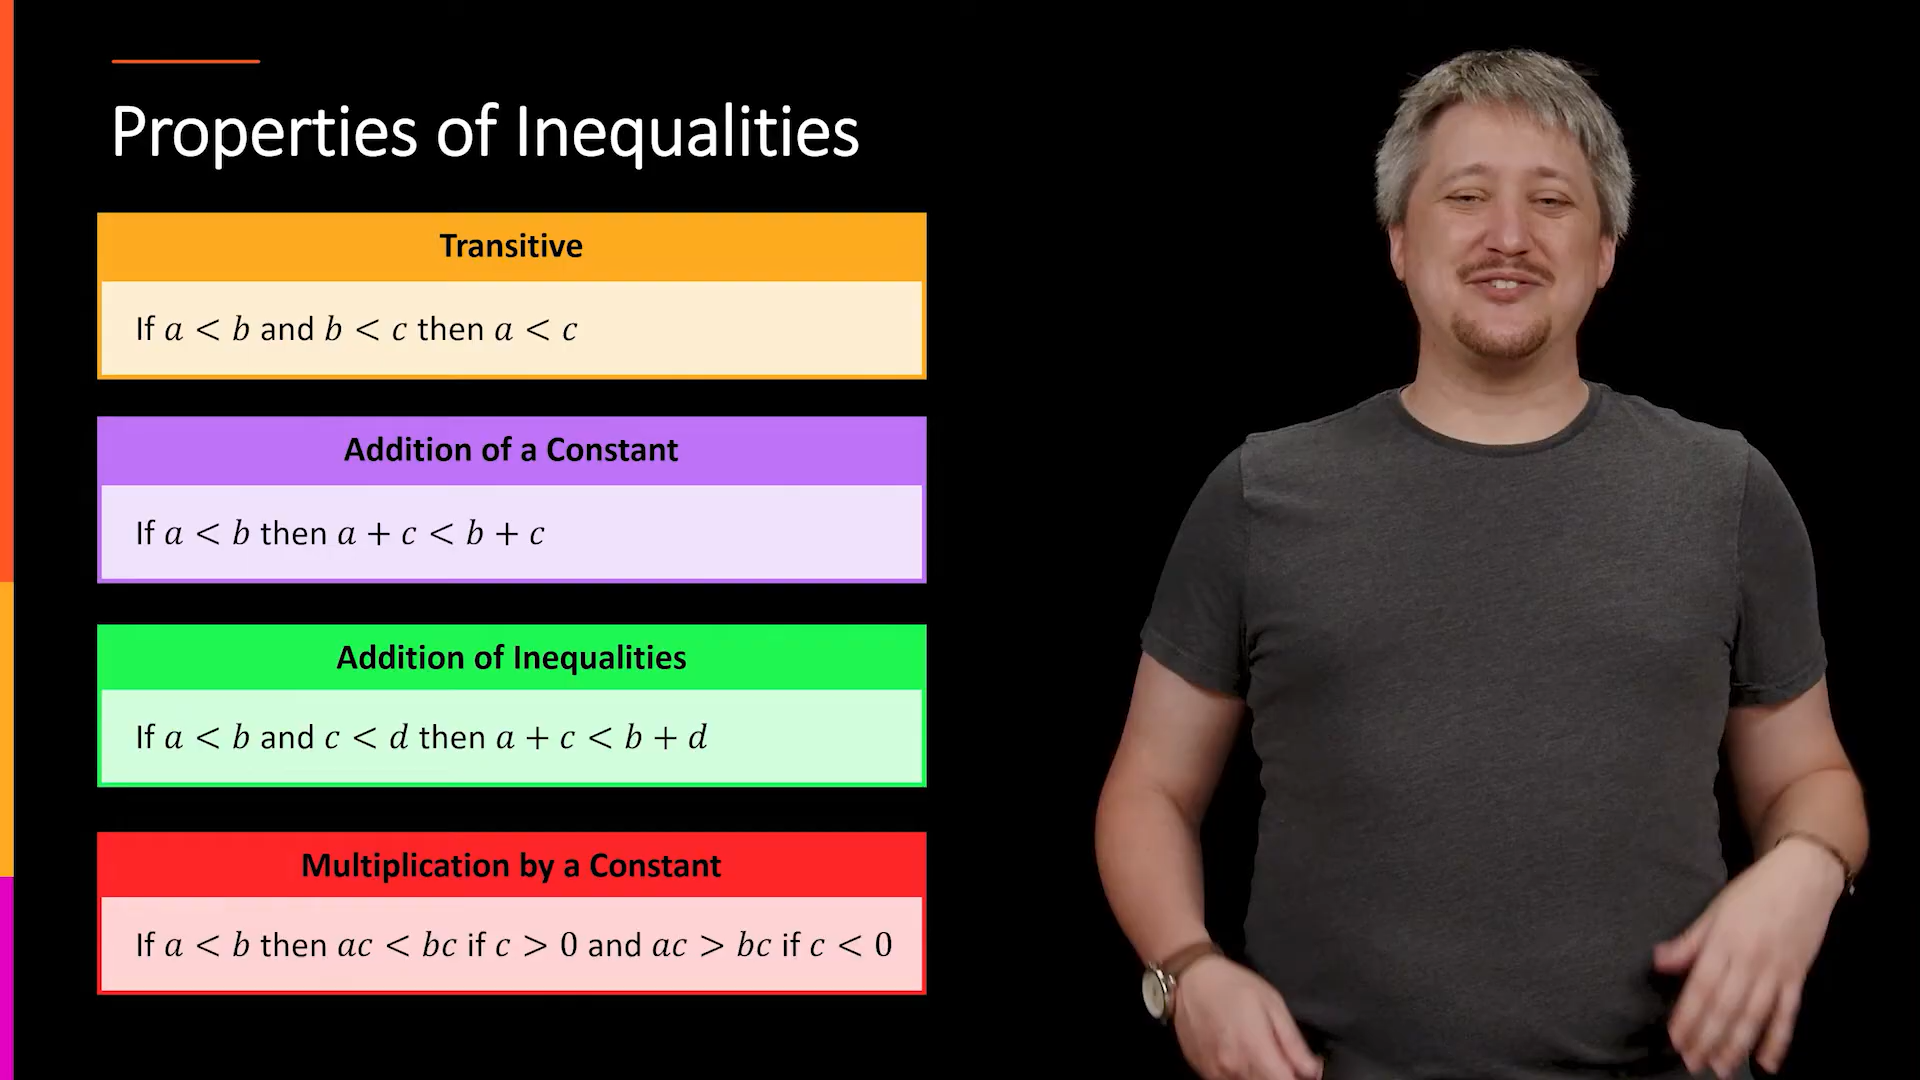 Properties of Inequalities
Transitive
If a < b and b < c then a < c
Addition of a Constant
If a < b then a + c < b + c
Addition of Inequalities
If a < b and c < d then a + c < b + d
Multiplication by a Constant
If a < b then ac < bc if c > 0 and ac > bc if c < 0